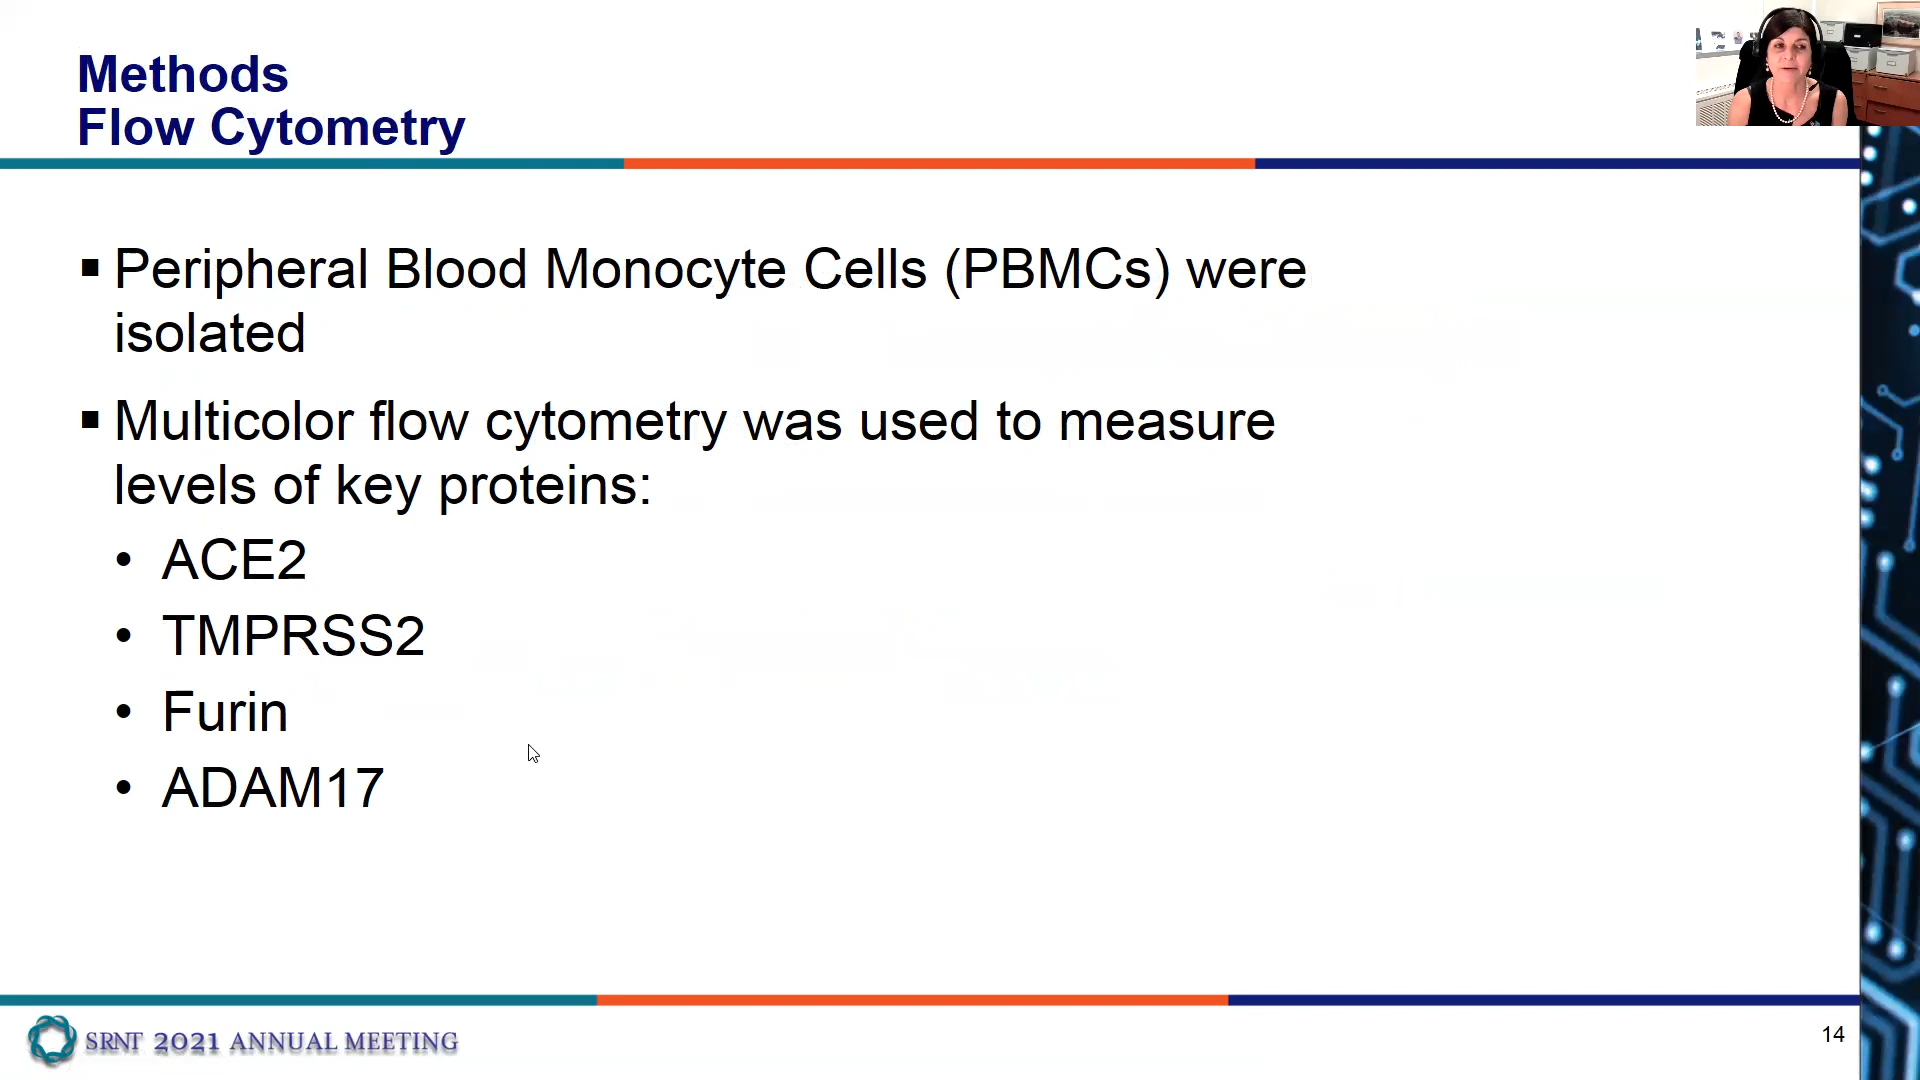 Methods
Flow Cytometry
▪ Peripheral Blood Monocyte Cells (PBMCs) were
isolated
▪ Multicolor flow cytometry was used to measure
levels of key proteins:
• ACE2
• TMPRSS2
• Furin
• ADAM17
SRNT 2021 ANNUAL MEETING
14